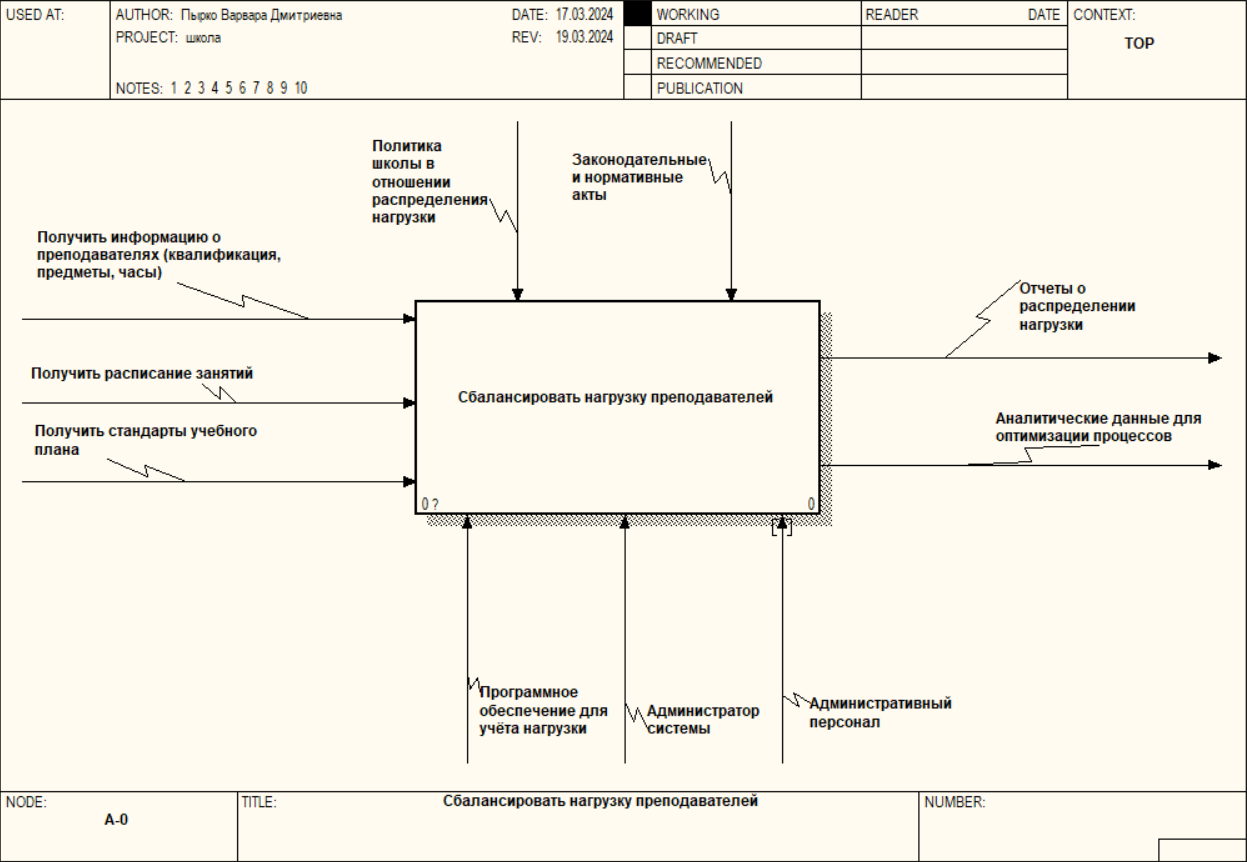 USED AT:
AUTHOR: Пырко Варвара Дмитриевна
DATE: 17.03.2024
PROJECT: школа
REV: 19.03.2024
NOTES: 1 2 3 4 5 6 7 8 9 10
WORKING
DRAFT
RECOMMENDED
PUBLICATION
READER DATE
CONTEXT:
TOP
Политика
школы в
отношении
распределения
нагрузки
Законодательные
и нормативные
акты
Получить информацию о
преподавателях (квалификация,
предметы, часы)
Получить расписание занятий
Получить стандарты учебного
плана
Сбалансировать нагрузку преподавателей
0 ?
0
Отчеты о
распределении
нагрузки
Аналитические данные для
оптимизации процессов
Программное
обеспечение для
учёта нагрузки
Администратор
системы
Административный
персонал
NODE:
A-0
TITLE:
Сбалансировать нагрузку преподавателей
NUMBER: